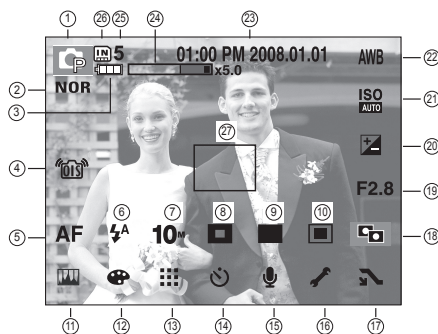 ㉖ ㉕ ㉔ ㉓
①
P IN 5 01:00 PM 2008.01.01 AWB ㉒
x5.0
② NOR
③
ISO AUTO ㉑
④ OIS
㉗
⑳
F2.8 ⑲
⑥ ⑦ ⑧ ⑨ ⑩
⑤ AF A 10M ⑱
⑪ ⑫ ⑬ ⑭ ⑮ ⑯ ⑰